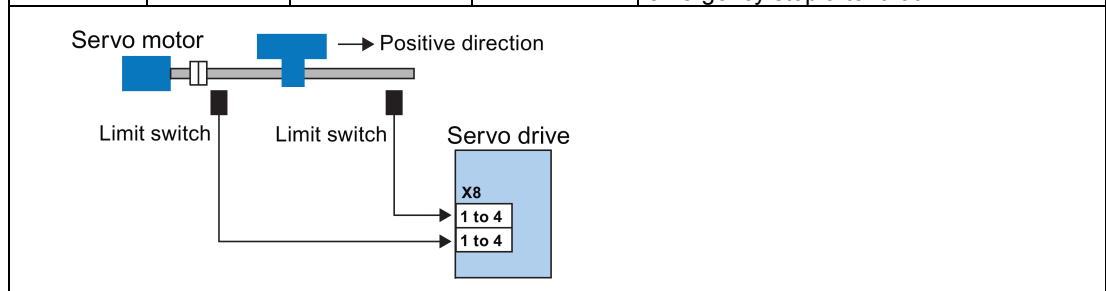 Servo motor
Positive direction
Limit switch
Limit switch
Servo drive
X8
1 to 4
1 to 4